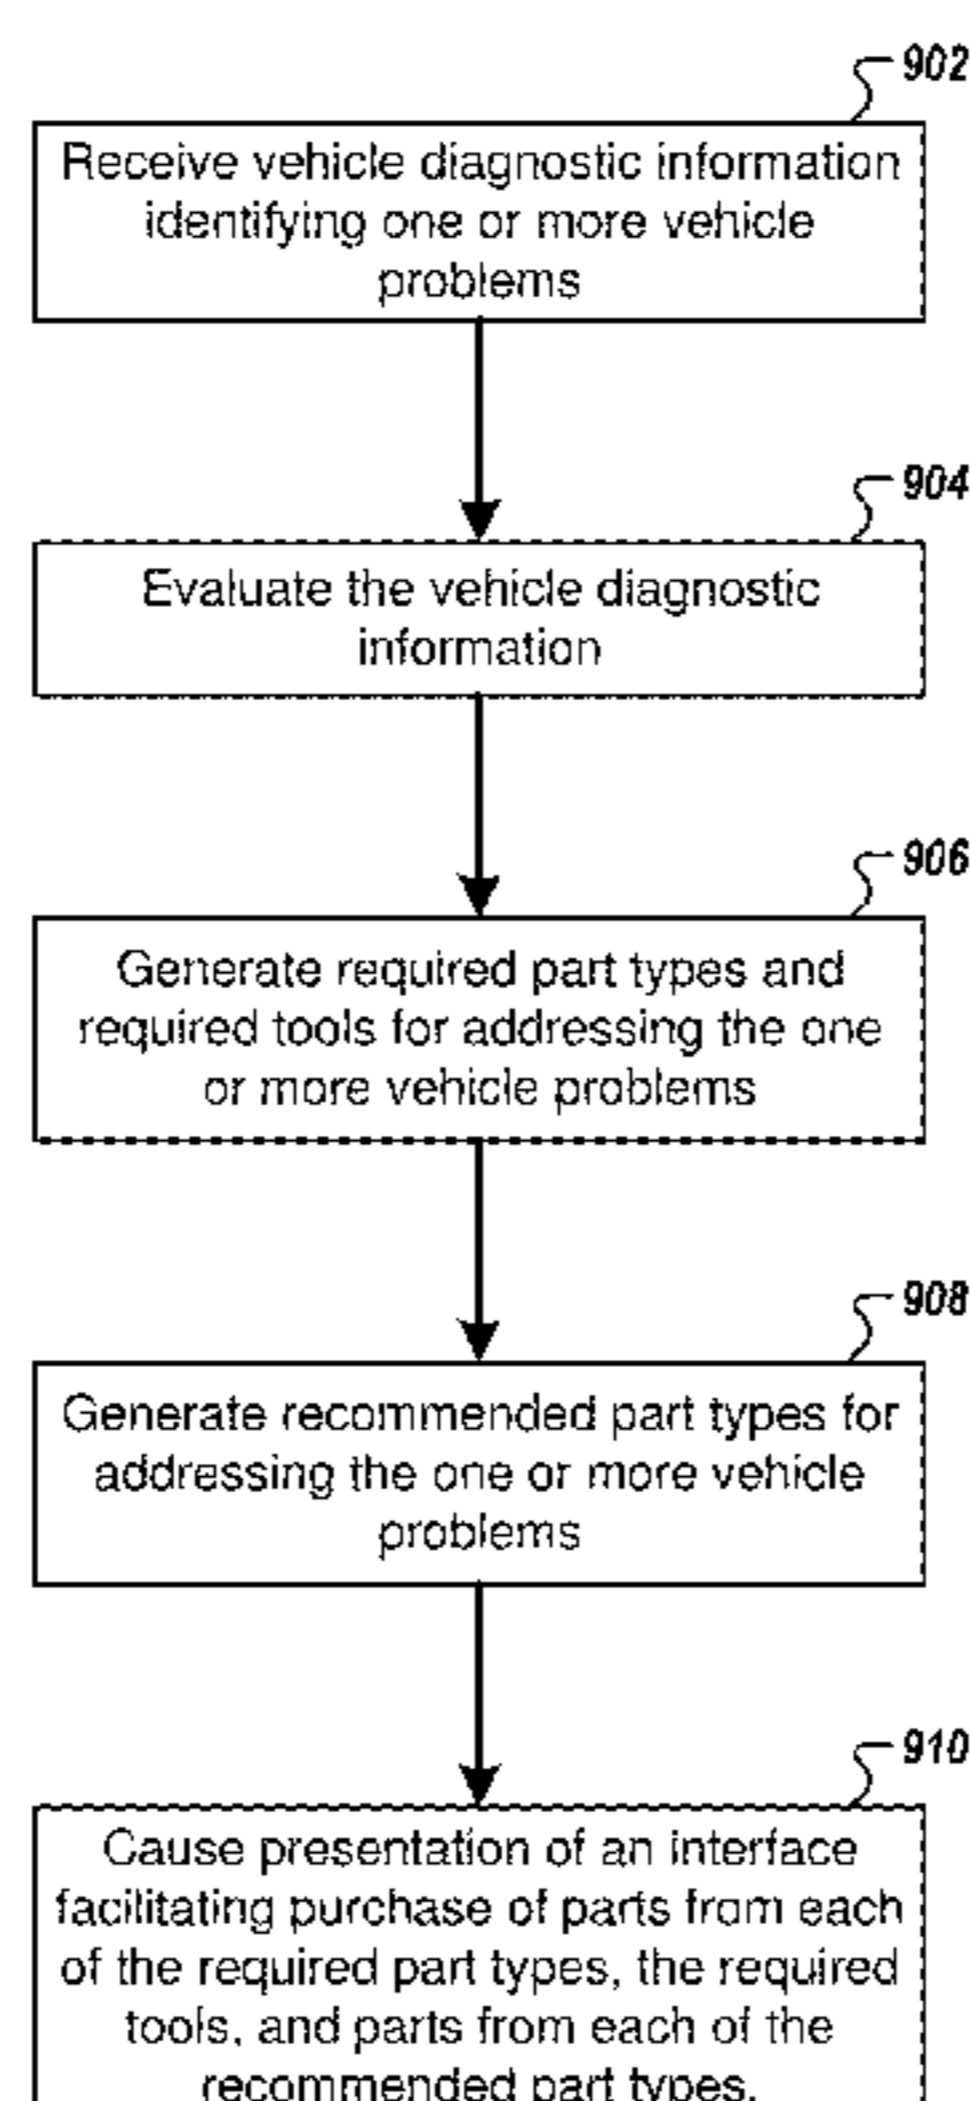 902
Receive vehicle diagnostic information
identifying one or more vehicle
problems
904
Evaluate the vehicle diagnostic
information
906
Generate required part types and
required tools for addressing the one
or more vehicle problems
908
Generate recommended part types for
addressing the one or more vehicle
problems
910
Cause presentation of an interface
facilitating purchase of parts from each
of the required part types, the required
tools, and parts from each of the
recommended part types.